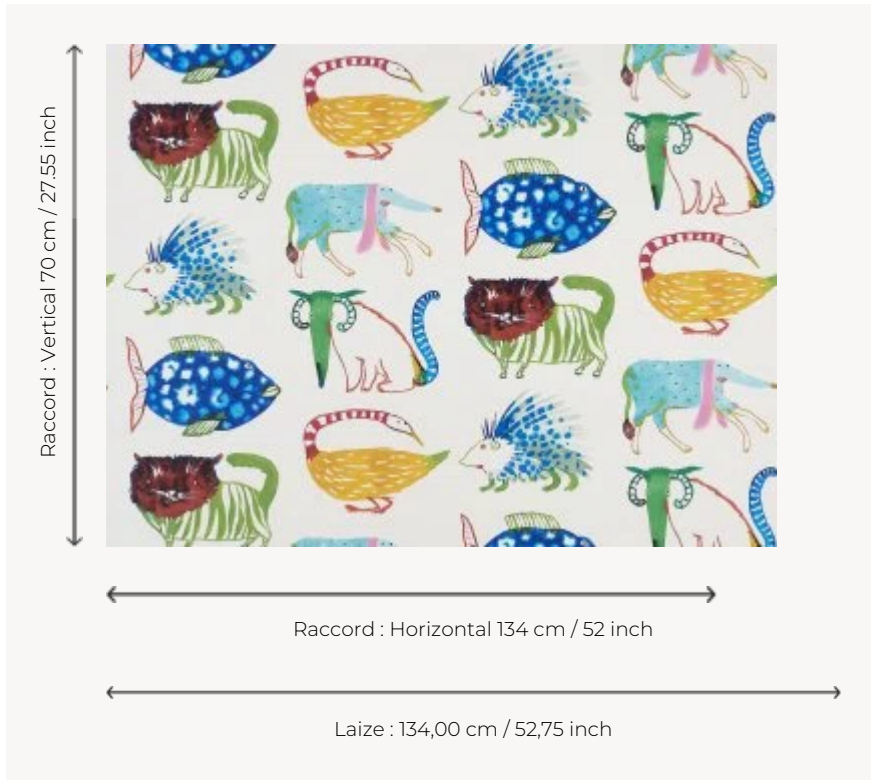 Raccord : Vertical 70 cm / 27.55 inch
Raccord : Horizontal 134 cm / 52 inch
Laize : 134,00 cm / 52,75 inch